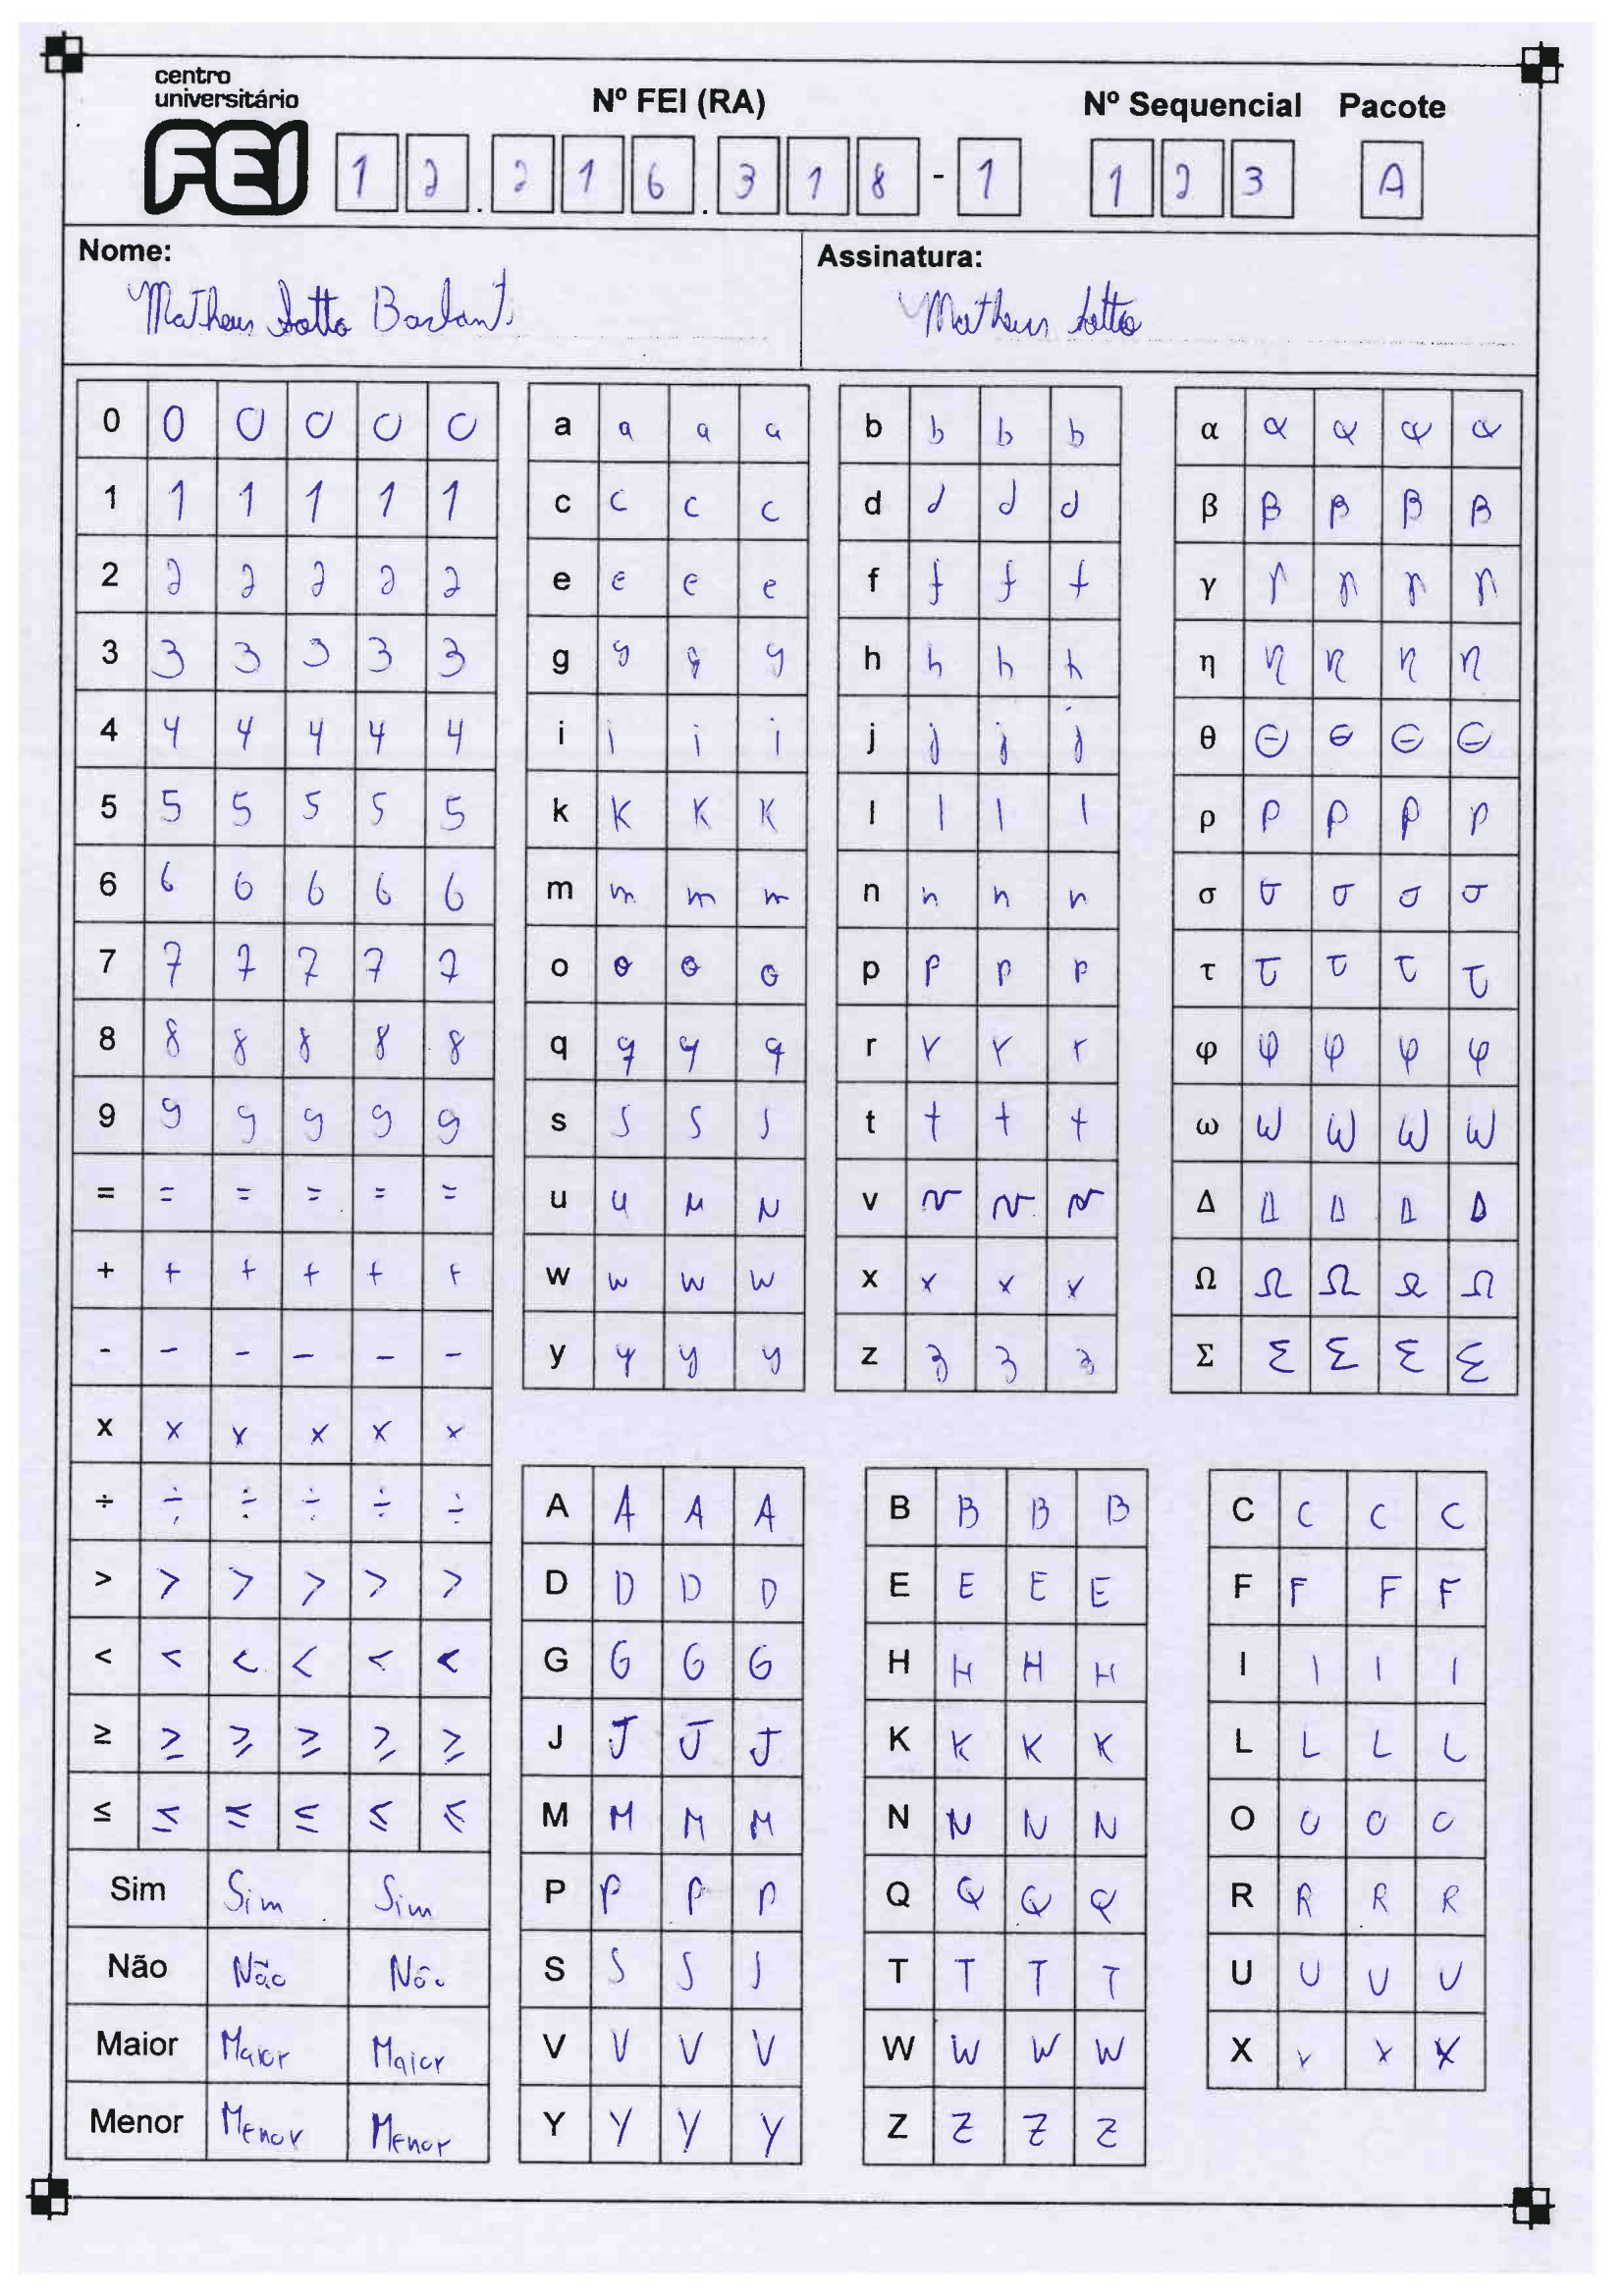 centro
universitário
FEI
Nº FEI (RA)
Nº Sequencial Pacote
1 2 . 2 1 6 . 3 1 8 - 1
1 2 3
A
Nome:
Matheus Sotto
Assinatura:
Matheus Sotto
0 0 0 0 0 0
1 1 1 1 1 1
2 2 2 2 2 2
3 3 3 3 3 3
4 4 4 4 4 4
5 5 5 5 5 5
6 6 6 6 6 6
7 7 7 7 7 7
8 8 8 8 8 8
9 9 9 9 9 9
= = = = = =
+ + + + + +
- - - - - -
x x x x x x
÷ ÷ ÷ ÷ ÷ ÷
> > > > > >
< < < < < <
≥ ≥ ≥ ≥ ≥ ≥
≤ ≤ ≤ ≤ ≤ ≤
Sim Sim Sim
Não Não Não
Maior Maior Maior
Menor Menor Menor
a a a a
c c c c
e e e e
g g g g
i i i i
k k k k
m m m m
o o o o
q q q q
s s s s
u u u u
w w w w
y y y y
b b b b
d d d d
f f f f
h h h h
j j j j
l l l l
n n n n
p p p p
r r r r
t t t t
v v v v
x x x x
z z z z
α α α α α
β β β β β
γ γ γ γ γ
η η η η η
θ θ θ θ θ
ρ ρ ρ ρ ρ
σ σ σ σ σ
τ τ τ τ τ
φ φ φ φ φ
ω ω ω ω ω
Δ Δ Δ Δ Δ
Ω Ω Ω Ω Ω
Σ Σ Σ Σ Σ
A A A A
D D D D
G G G G
J J J J
M M M M
P P P P
S S S S
V V V V
Y Y Y Y
B B B B
E E E E
H H H H
K K K K
N N N N
Q Q Q Q
T T T T
W W W W
Z Z Z Z
C C C C
F F F F
I I I I
L L L L
O O O O
R R R R
U U U U
X X X X